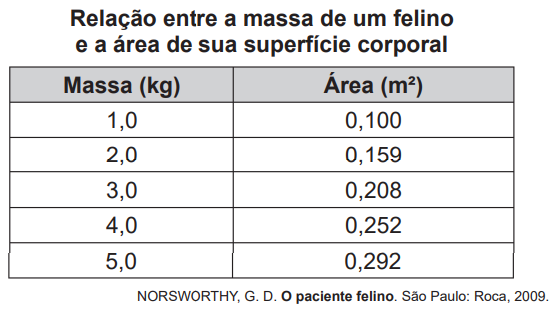 Relação entre a massa de um felino
e a área de sua superfície corporal
Massa (kg) Área (m²)
1,0 0,100
2,0 0,159
3,0 0,208
4,0 0,252
5,0 0,292
NORSWORTHY, G. D. O paciente felino. São Paulo: Roca, 2009.